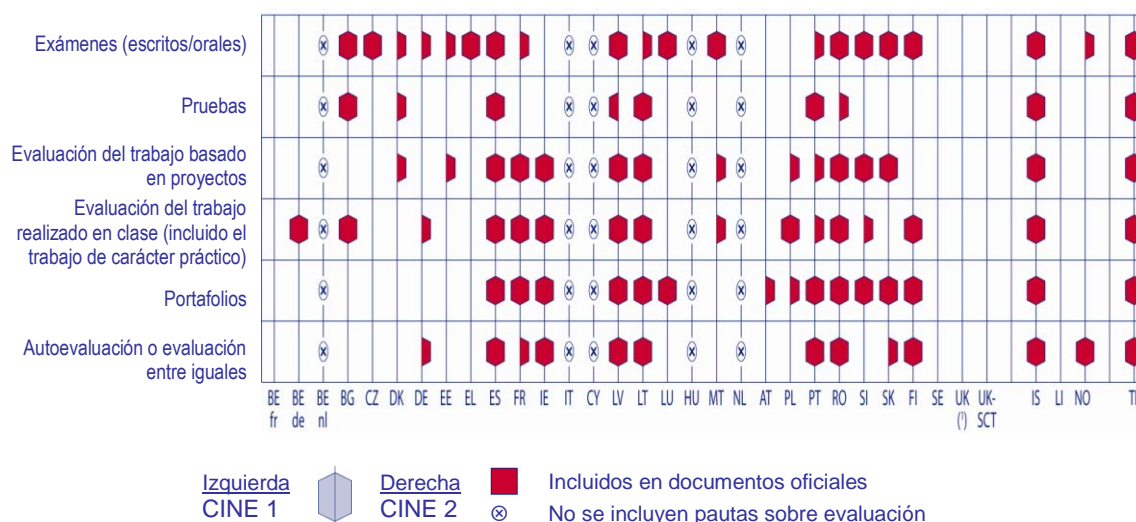 Exámenes (escritos/orales)
Pruebas
Evaluación del trabajo basado
en proyectos
Evaluación del trabajo
realizado en clase (incluido el
trabajo de carácter práctico)
Portafolios
Autoevaluación o evaluación
entre iguales
BE fr BE de BE nl BG CZ DK DE EE EL ES FR IE IT CY LV LT LU HU MT NL AT PL PT RO SI SK FI SE UK (¹) UK-SCT IS LI NO
Izquierda Derecha Incluidos en documentos oficiales
CINE 1 CINE 2 No se incluyen pautas sobre evaluación